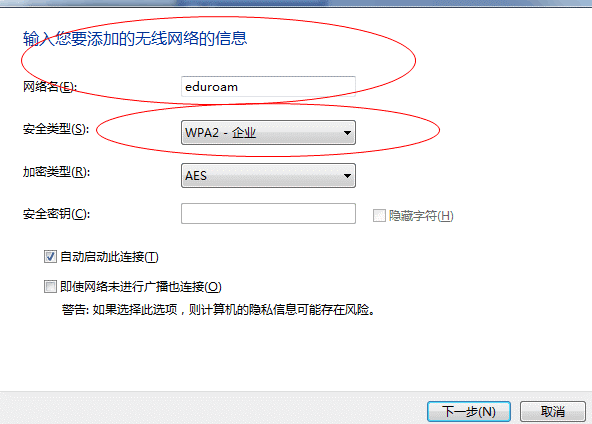 输入您要添加的无线网络的信息
网络名(E): eduroam
安全类型(S): WPA2 - 企业
加密类型(R): AES
安全密钥(C): 隐藏字符(H)
自动启动此连接(T)
即使网络未进行广播也连接(O)
警告: 如果选择此选项，则计算机的隐私信息可能存在风险。
下一步(N) 取消